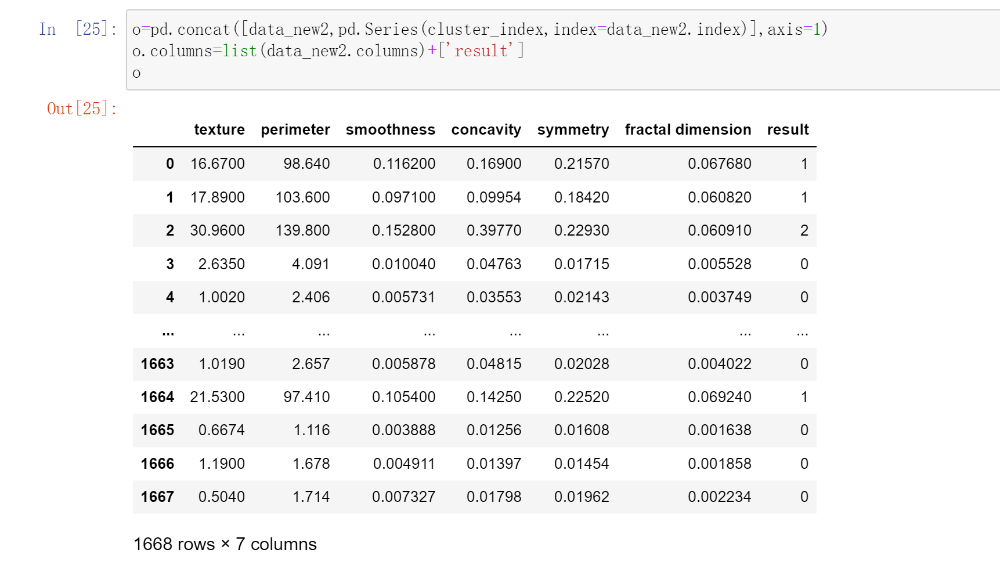 In [25]: o=pd.concat([data_new2,pd.Series(cluster_index,index=data_new2.index)],axis=1)
o.columns=list(data_new2.columns)+['result']
o
Out[25]:
texture perimeter smoothness concavity symmetry fractal dimension result
0 16.6700 98.640 0.116200 0.16900 0.21570 0.067680 1
1 17.8900 103.600 0.097100 0.09954 0.18420 0.060820 1
2 30.9600 139.800 0.152800 0.39770 0.22930 0.060910 2
3 2.6350 4.091 0.010040 0.04763 0.01715 0.005528 0
4 1.0020 2.406 0.005731 0.03553 0.02143 0.003749 0
... ... ... ... ... ... ... ...
1663 1.0190 2.657 0.005878 0.04815 0.02028 0.004022 0
1664 21.5300 97.410 0.105400 0.14250 0.22520 0.069240 1
1665 0.6674 1.116 0.003888 0.01256 0.01608 0.001638 0
1666 1.1900 1.678 0.004911 0.01397 0.01454 0.001858 0
1667 0.5040 1.714 0.007327 0.01798 0.01962 0.002234 0
1668 rows × 7 columns